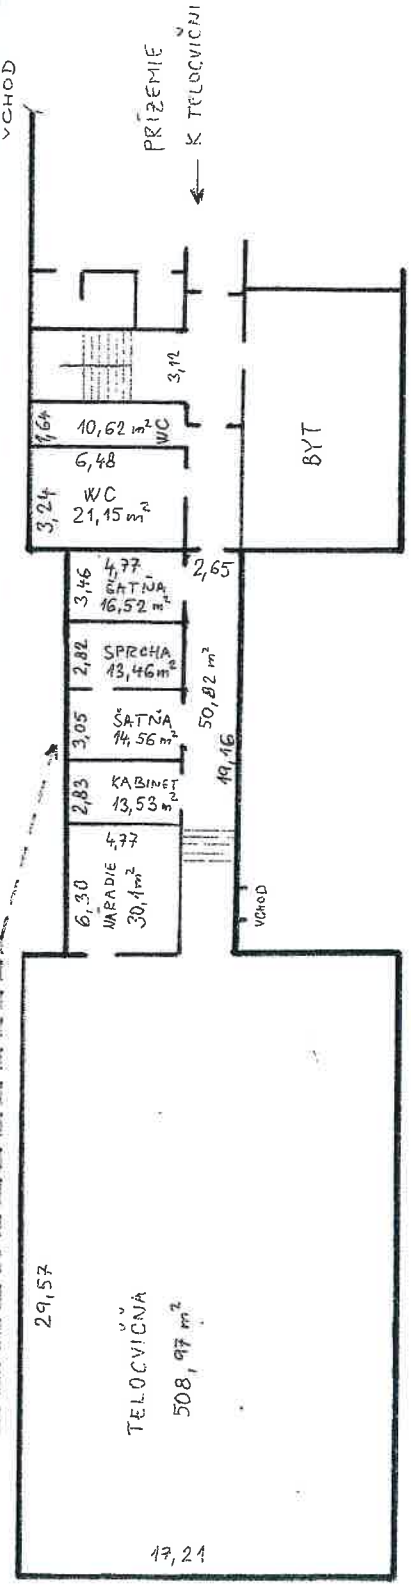 VCHOD
PRÍZEMIE
K TELOCVIČNI
3,12
1,64
10,62 m²
WC
6,48
3,24
WC
21,15 m²
BYT
2,65
3,46
4,77
ŠATŇA
16,52 m²
2,82
SPRCHA
13,46 m²
3,05
ŠATŇA
14,56 m²
50,82 m²
19,16
2,83
KABINET
13,53 m²
4,77
6,30
NÁRADIE
30,1 m²
VCHOD
29,57
TELOCVIČŇA
508,97 m²
17,21